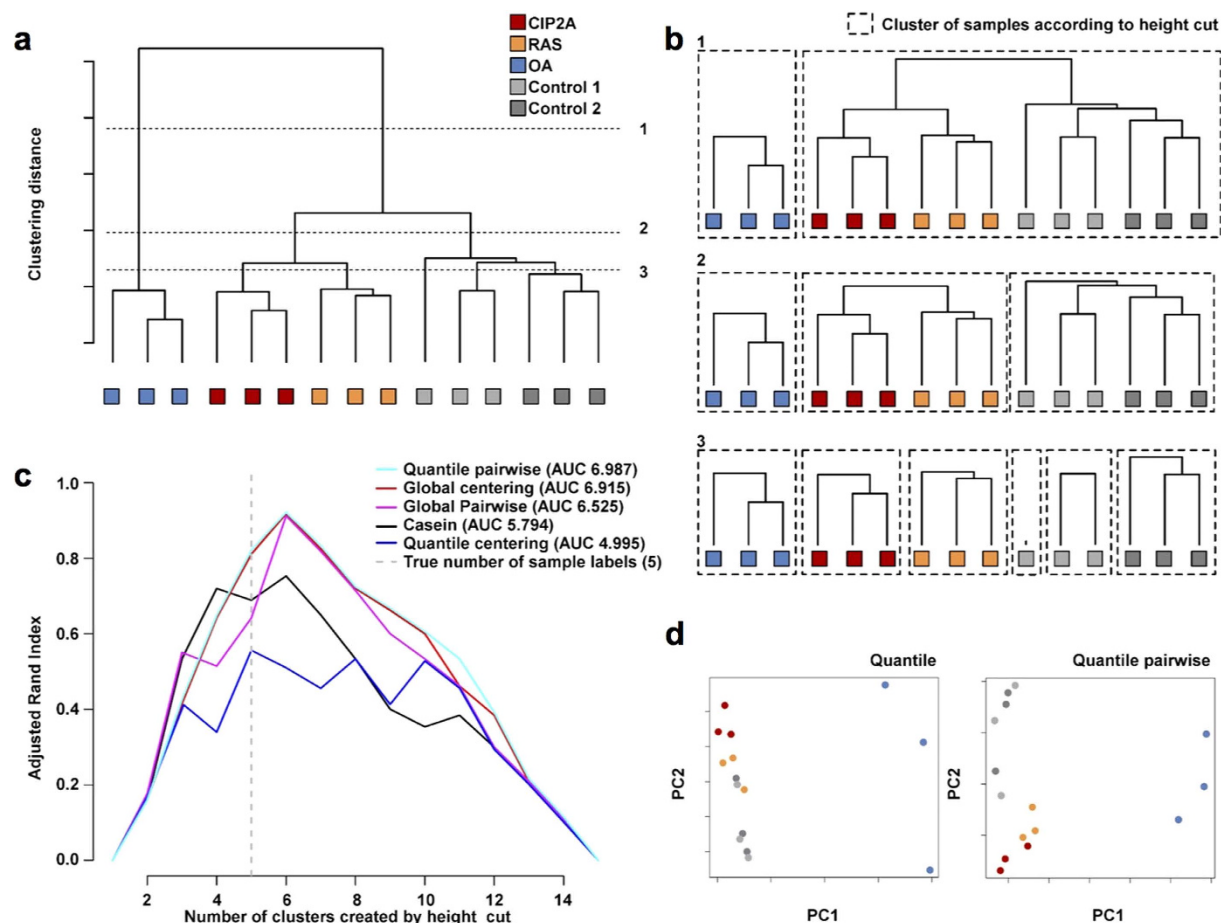 a
CIP2A
RAS
OA
Control 1
Control 2
Clustering distance
1
2
3
b
Cluster of samples according to height cut
1
2
3
c
Quantile pairwise (AUC 6.987)
Global centering (AUC 6.915)
Global Pairwise (AUC 6.525)
Casein (AUC 5.794)
Quantile centering (AUC 4.995)
True number of sample labels (5)
Adjusted Rand Index
1.0
0.8
0.6
0.4
0.2
0.0
2 4 6 8 10 12 14
Number of clusters created by height cut
d
Quantile
PC2
PC1
Quantile pairwise
PC2
PC1